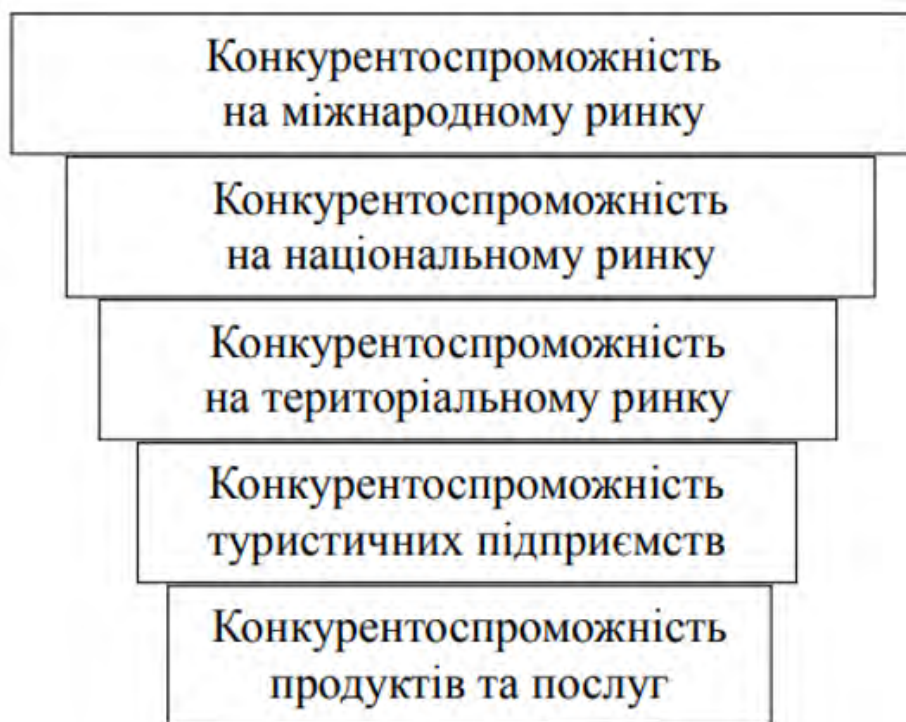 Конкурентоспроможність
на міжнародному ринку
Конкурентоспроможність
на національному ринку
Конкурентоспроможність
на територіальному ринку
Конкурентоспроможність
туристичних підприємств
Конкурентоспроможність
продуктів та послуг